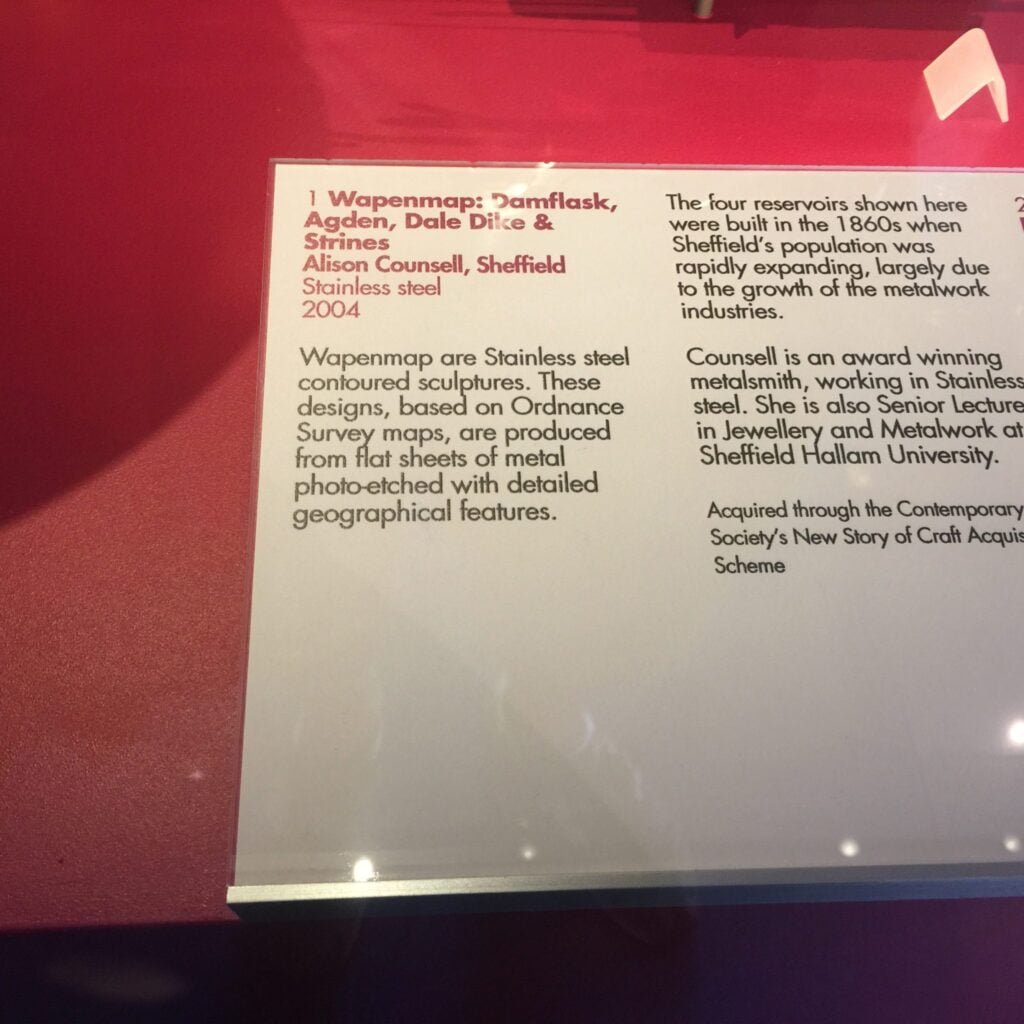 1 Wapenmap: Damflask,
Agden, Dale Dike &
Strines
Alison Counsell, Sheffield
Stainless steel
2004
Wapenmap are Stainless steel
contoured sculptures. These
designs, based on Ordnance
Survey maps, are produced
from flat sheets of metal
photo-etched with detailed
geographical features.
The four reservoirs shown here
were built in the 1860s when
Sheffield's population was
rapidly expanding, largely due
to the growth of the metalwork
industries.
Counsell is an award winning
metalsmith, working in Stainless
steel. She is also Senior Lecture
in Jewellery and Metalwork at
Sheffield Hallam University.
Acquired through the Contemporary
Society's New Story of Craft Acquis
Scheme
2